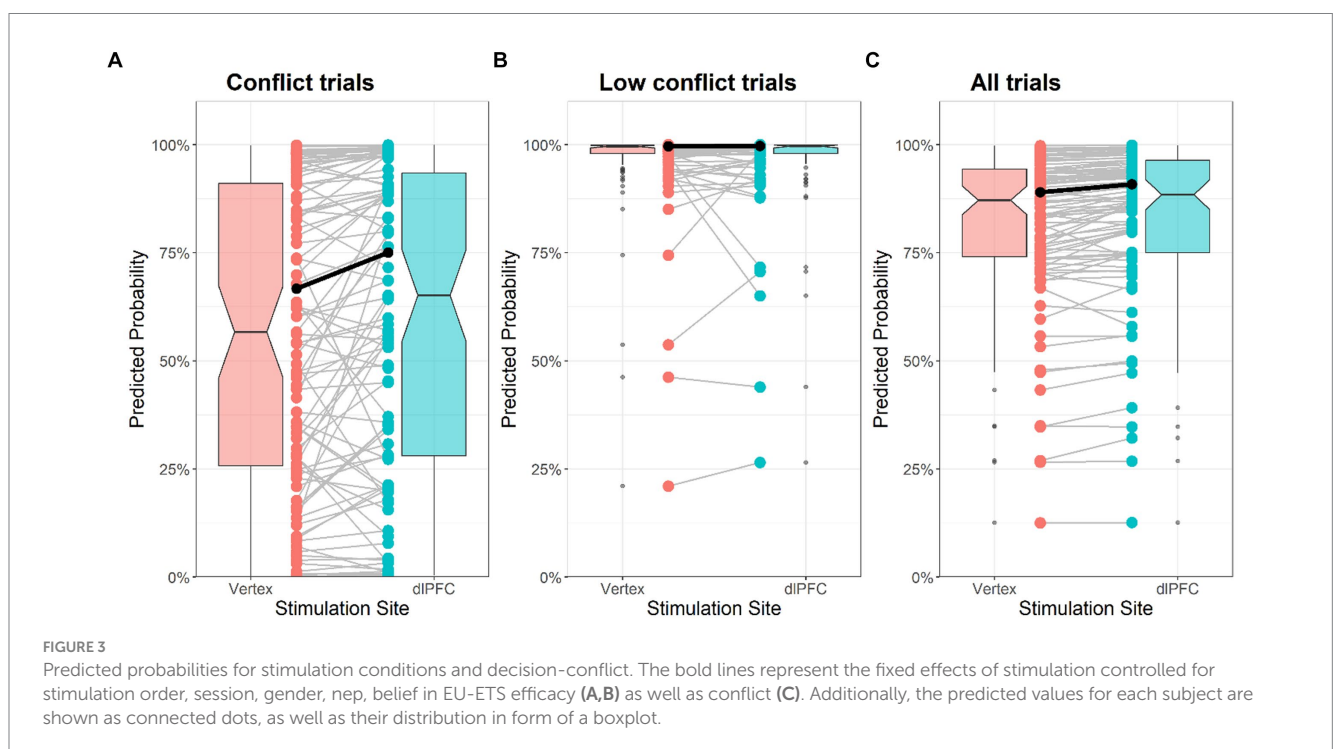 A
Conflict trials
100%
75%
50%
25%
0%
Predicted Probability
Vertex
dlPFC
Stimulation Site
B
Low conflict trials
100%
75%
50%
25%
0%
Predicted Probability
Vertex
dlPFC
Stimulation Site
C
All trials
100%
75%
50%
25%
0%
Predicted Probability
Vertex
dlPFC
Stimulation Site
FIGURE 3
Predicted probabilities for stimulation conditions and decision-conflict. The bold lines represent the fixed effects of stimulation controlled for
stimulation order, session, gender, nep, belief in EU-ETS efficacy (A,B) as well as conflict (C). Additionally, the predicted values for each subject are
shown as connected dots, as well as their distribution in form of a boxplot.